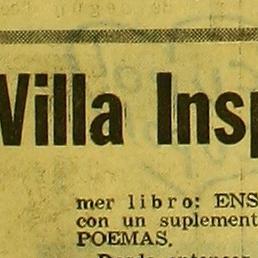 Villa Insp
mer libro: ENS
con un suplement
POEMAS.